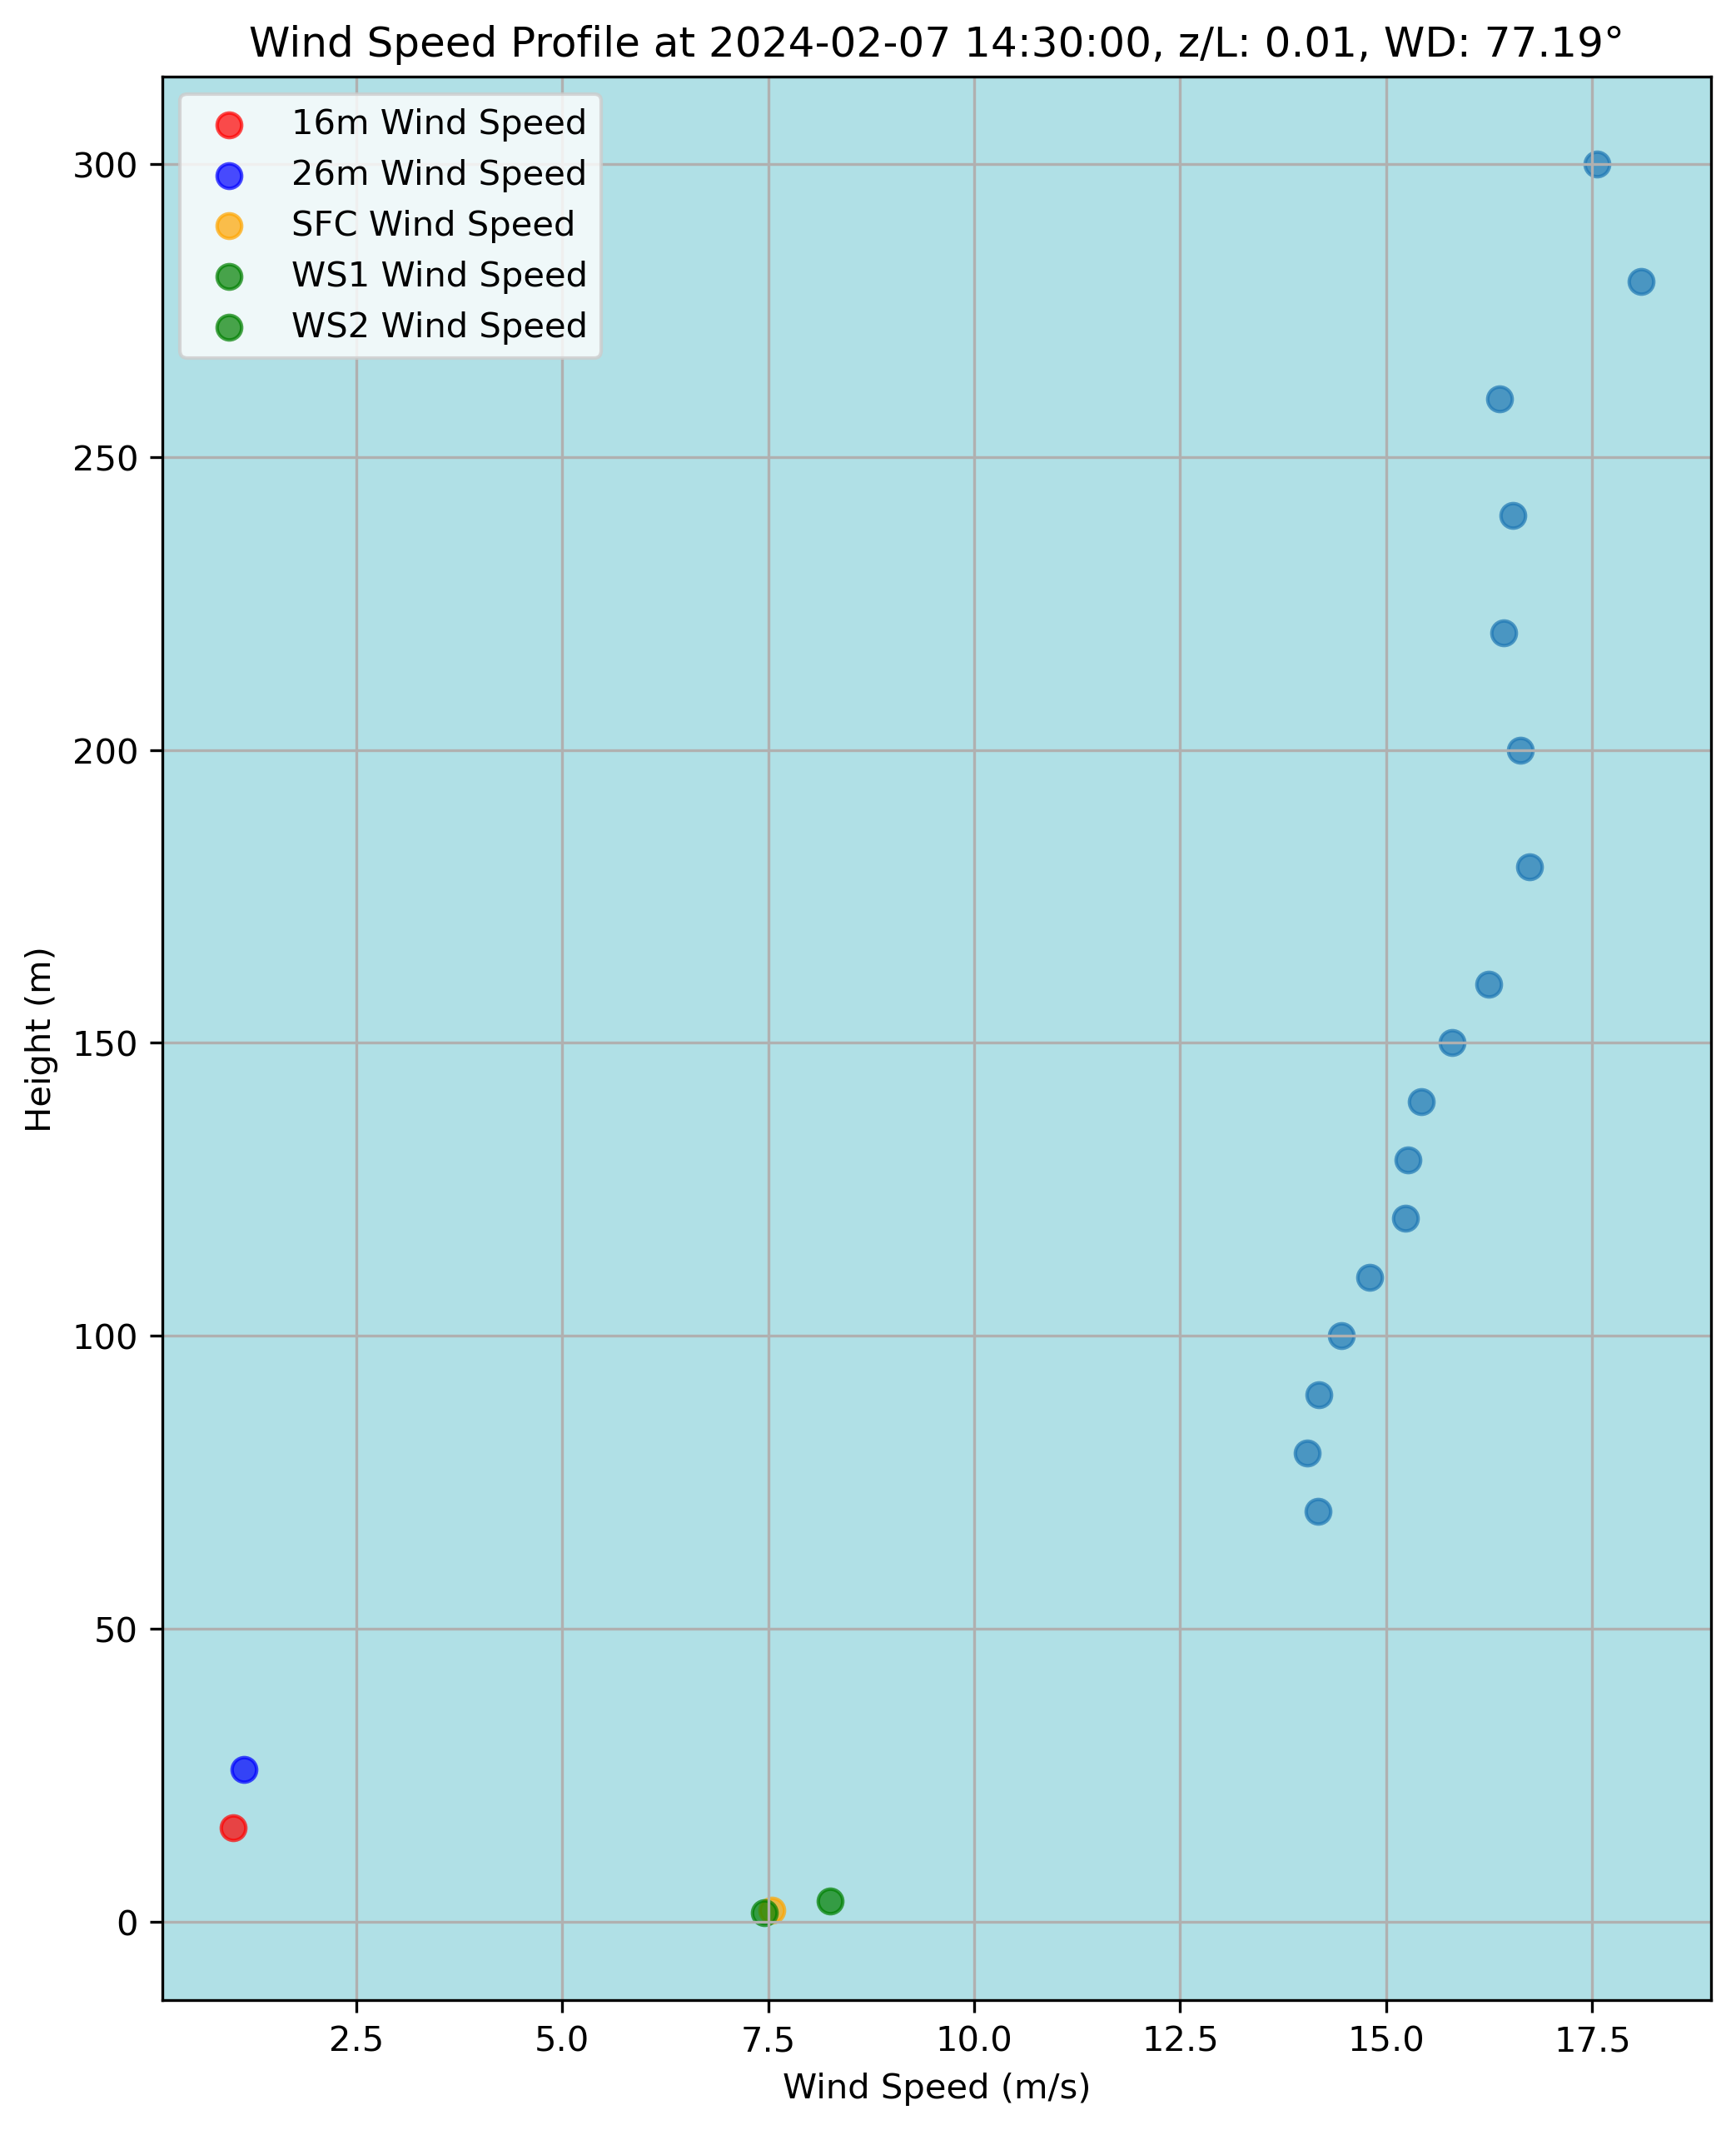 Wind Speed Profile at 2024-02-07 14:30:00, z/L: 0.01, WD: 77.19°
16m Wind Speed
26m Wind Speed
SFC Wind Speed
WS1 Wind Speed
WS2 Wind Speed
300
250
200
150
100
50
0
Height (m)
2.5 5.0 7.5 10.0 12.5 15.0 17.5
Wind Speed (m/s)